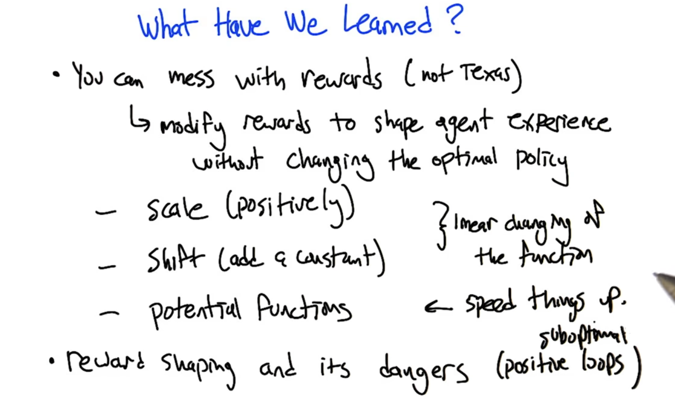 What Have We Learned?
• You can mess with rewards (not Texas)
↳ modify rewards to shape agent experience
without changing the optimal policy
– scale (positively)
– shift (add a constant)
} linear changing of
the function
– potential functions ← speed things up.
• reward shaping and its dangers (suboptimal
positive loops)